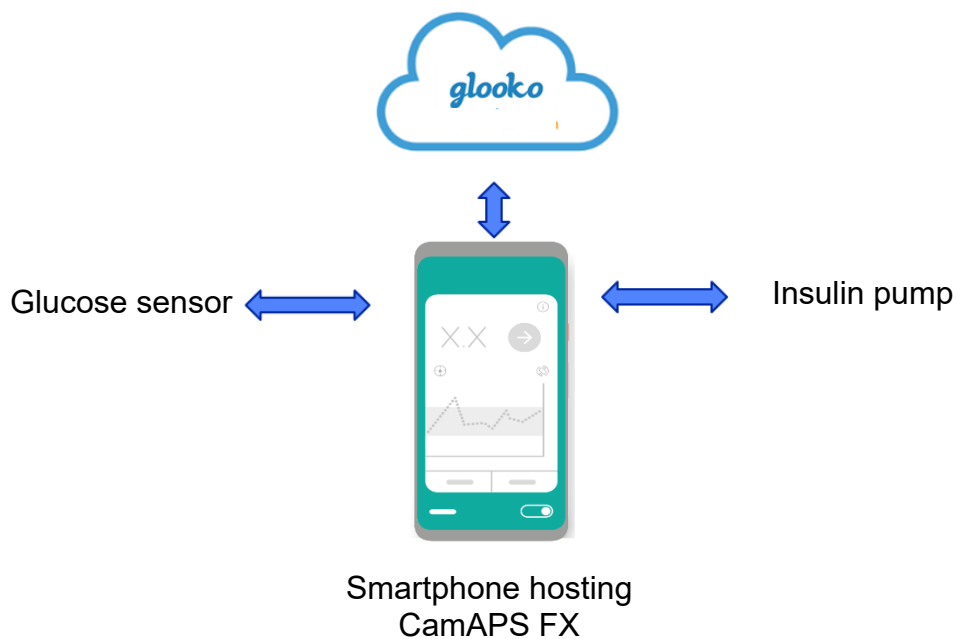 glooko
Glucose sensor
Insulin pump
X.X
Smartphone hosting
CamAPS FX